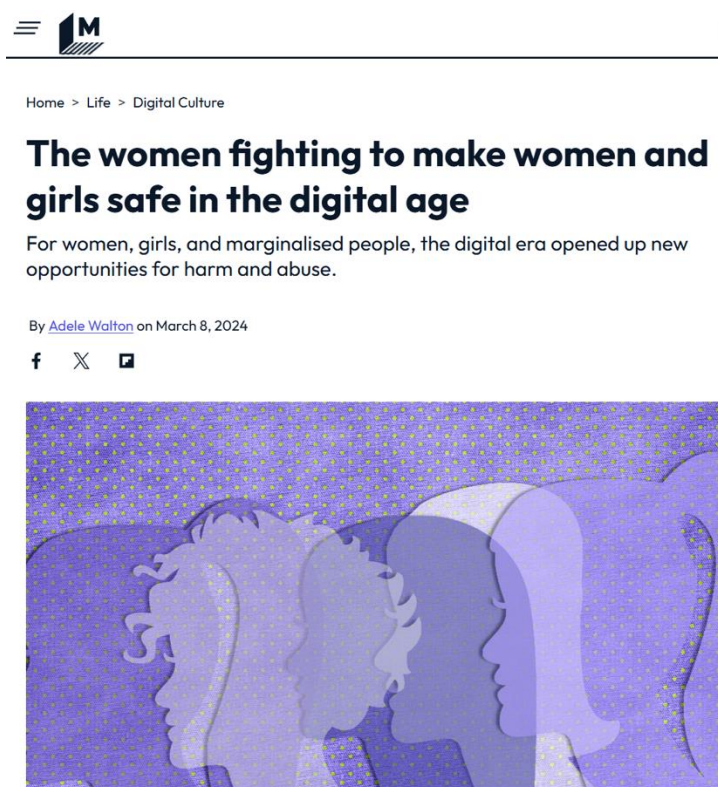 M
Home > Life > Digital Culture
The women fighting to make women and
girls safe in the digital age
For women, girls, and marginalised people, the digital era opened up new
opportunities for harm and abuse.
By Adele Walton on March 8, 2024